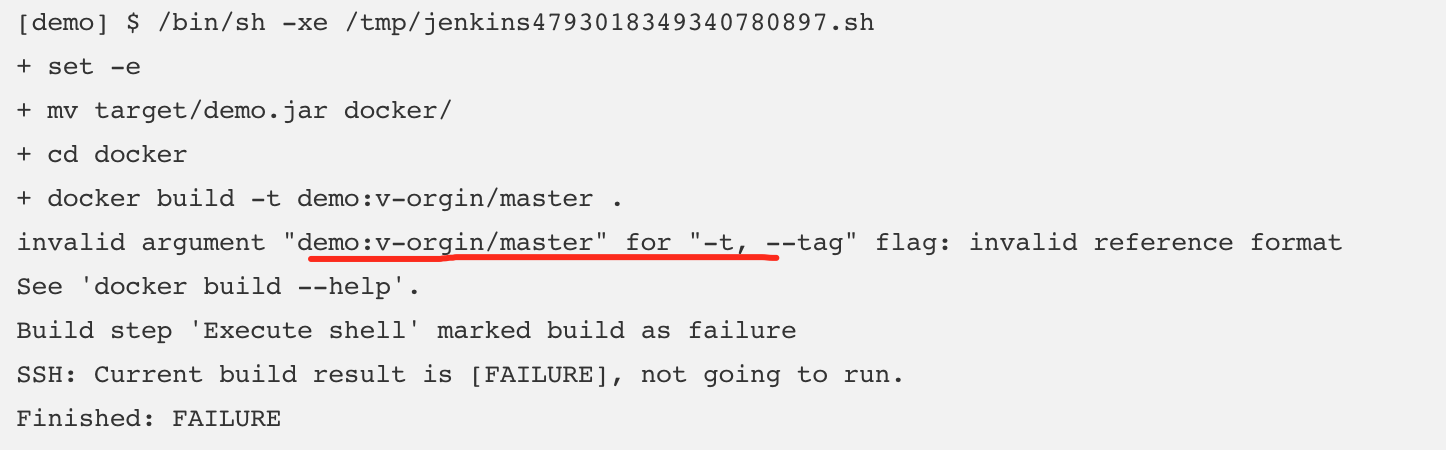 [demo] $ /bin/sh -xe /tmp/jenkins4793018349340780897.sh
+ set -e
+ mv target/demo.jar docker/
+ cd docker
+ docker build -t demo:v-orgin/master .
invalid argument "demo:v-orgin/master" for "-t, --tag" flag: invalid reference format
See 'docker build --help'.
Build step 'Execute shell' marked build as failure
SSH: Current build result is [FAILURE], not going to run.
Finished: FAILURE